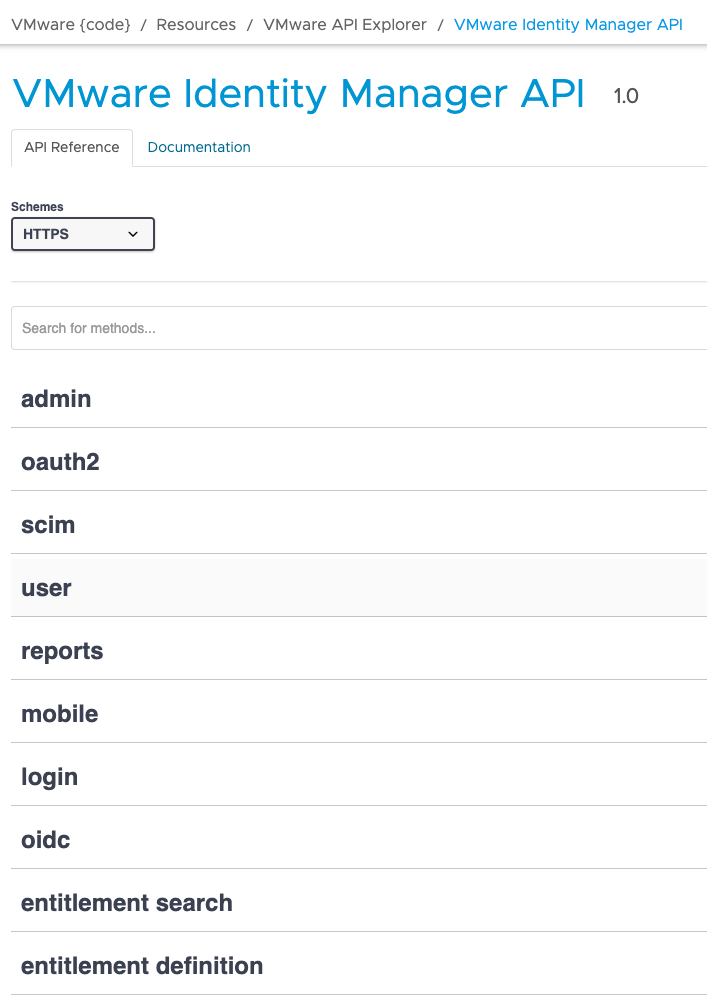 VMware {code} / Resources / VMware API Explorer / VMware Identity Manager API
VMware Identity Manager API 1.0
API Reference Documentation
Schemes
HTTPS
Search for methods...
admin
oauth2
scim
user
reports
mobile
login
oidc
entitlement search
entitlement definition